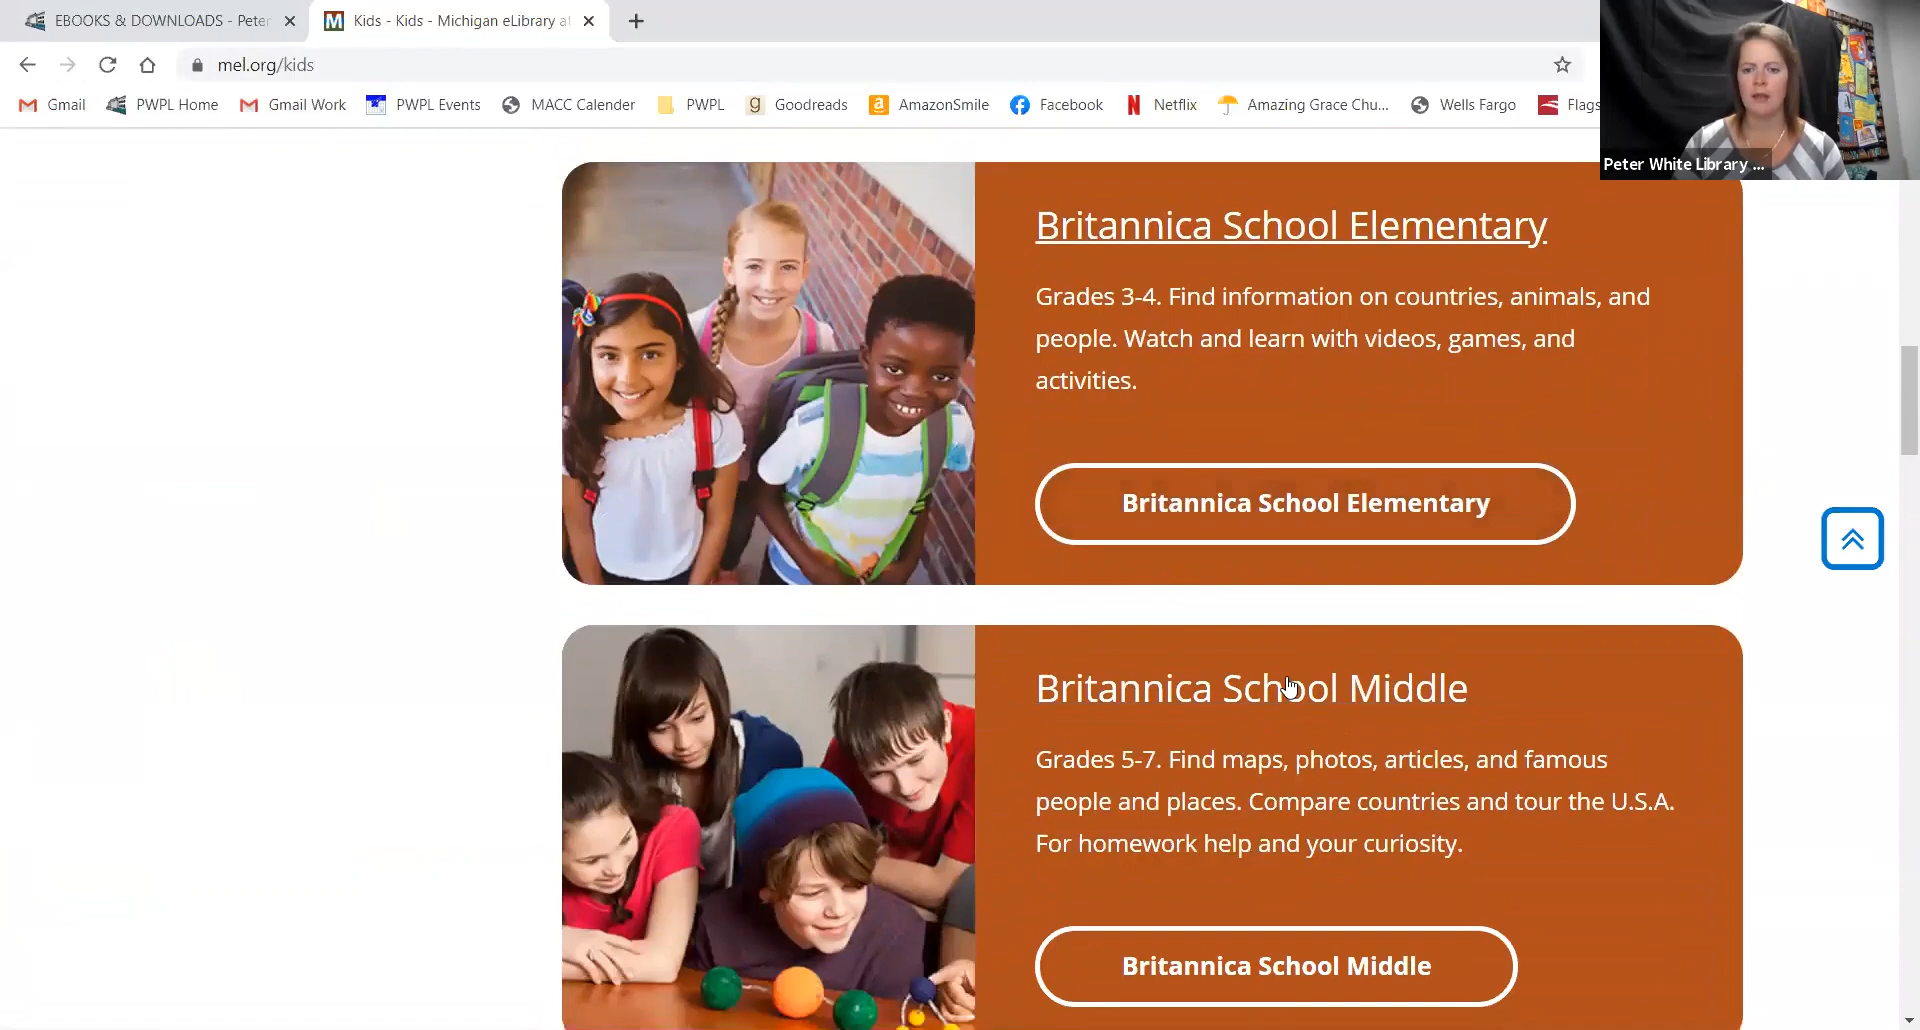 EBOOKS & DOWNLOADS - Peter
Kids - Kids - Michigan eLibrary at
mel.org/kids
Gmail
PWPL Home
Gmail Work
PWPL Events
MACC Calender
PWPL
Goodreads
AmazonSmile
Facebook
Netflix
Amazing Grace Chu...
Wells Fargo
Flags
Peter White Library ...
Britannica School Elementary
Grades 3-4. Find information on countries, animals, and
people. Watch and learn with videos, games, and
activities.
Britannica School Elementary
Britannica School Middle
Grades 5-7. Find maps, photos, articles, and famous
people and places. Compare countries and tour the U.S.A.
For homework help and your curiosity.
Britannica School Middle